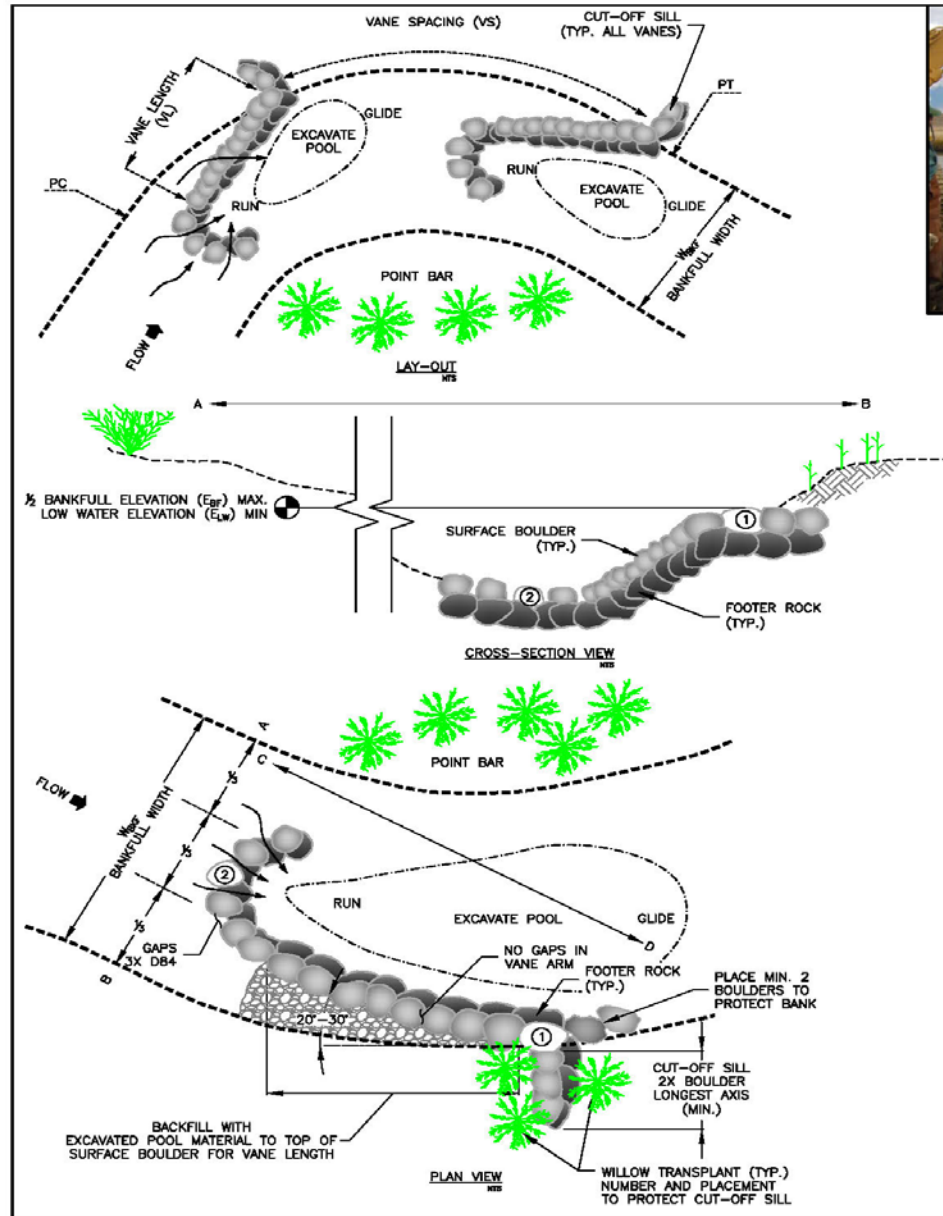 VANE SPACING (VS)
CUT-OFF SILL
(TYP. ALL VANES)
VANE LENGTH
(VL)
PT
GLIDE
EXCAVATE
POOL
PC
RUN
RUN
EXCAVATE
POOL
GLIDE
WBKF
BANKFULL WIDTH
POINT BAR
FLOW
LAY-OUT
NTS
A
B
½ BANKFULL ELEVATION (EBF) MAX.
LOW WATER ELEVATION (ELW) MIN
1
SURFACE BOULDER
(TYP.)
2
FOOTER ROCK
(TYP.)
CROSS-SECTION VIEW
NTS
POINT BAR
A
C
FLOW
WBKF
BANKFULL WIDTH
⅓
⅓
⅓
2
RUN
EXCAVATE POOL
GLIDE
D
B
GAPS
3X D84
NO GAPS IN
VANE ARM
FOOTER ROCK
(TYP.)
PLACE MIN. 2
BOULDERS TO
PROTECT BANK
20°-30°
1
CUT-OFF SILL
2X BOULDER
LONGEST AXIS
(MIN.)
BACKFILL WITH
EXCAVATED POOL MATERIAL TO TOP OF
SURFACE BOULDER FOR VANE LENGTH
PLAN VIEW
NTS
WILLOW TRANSPLANT (TYP.)
NUMBER AND PLACEMENT
TO PROTECT CUT-OFF SILL